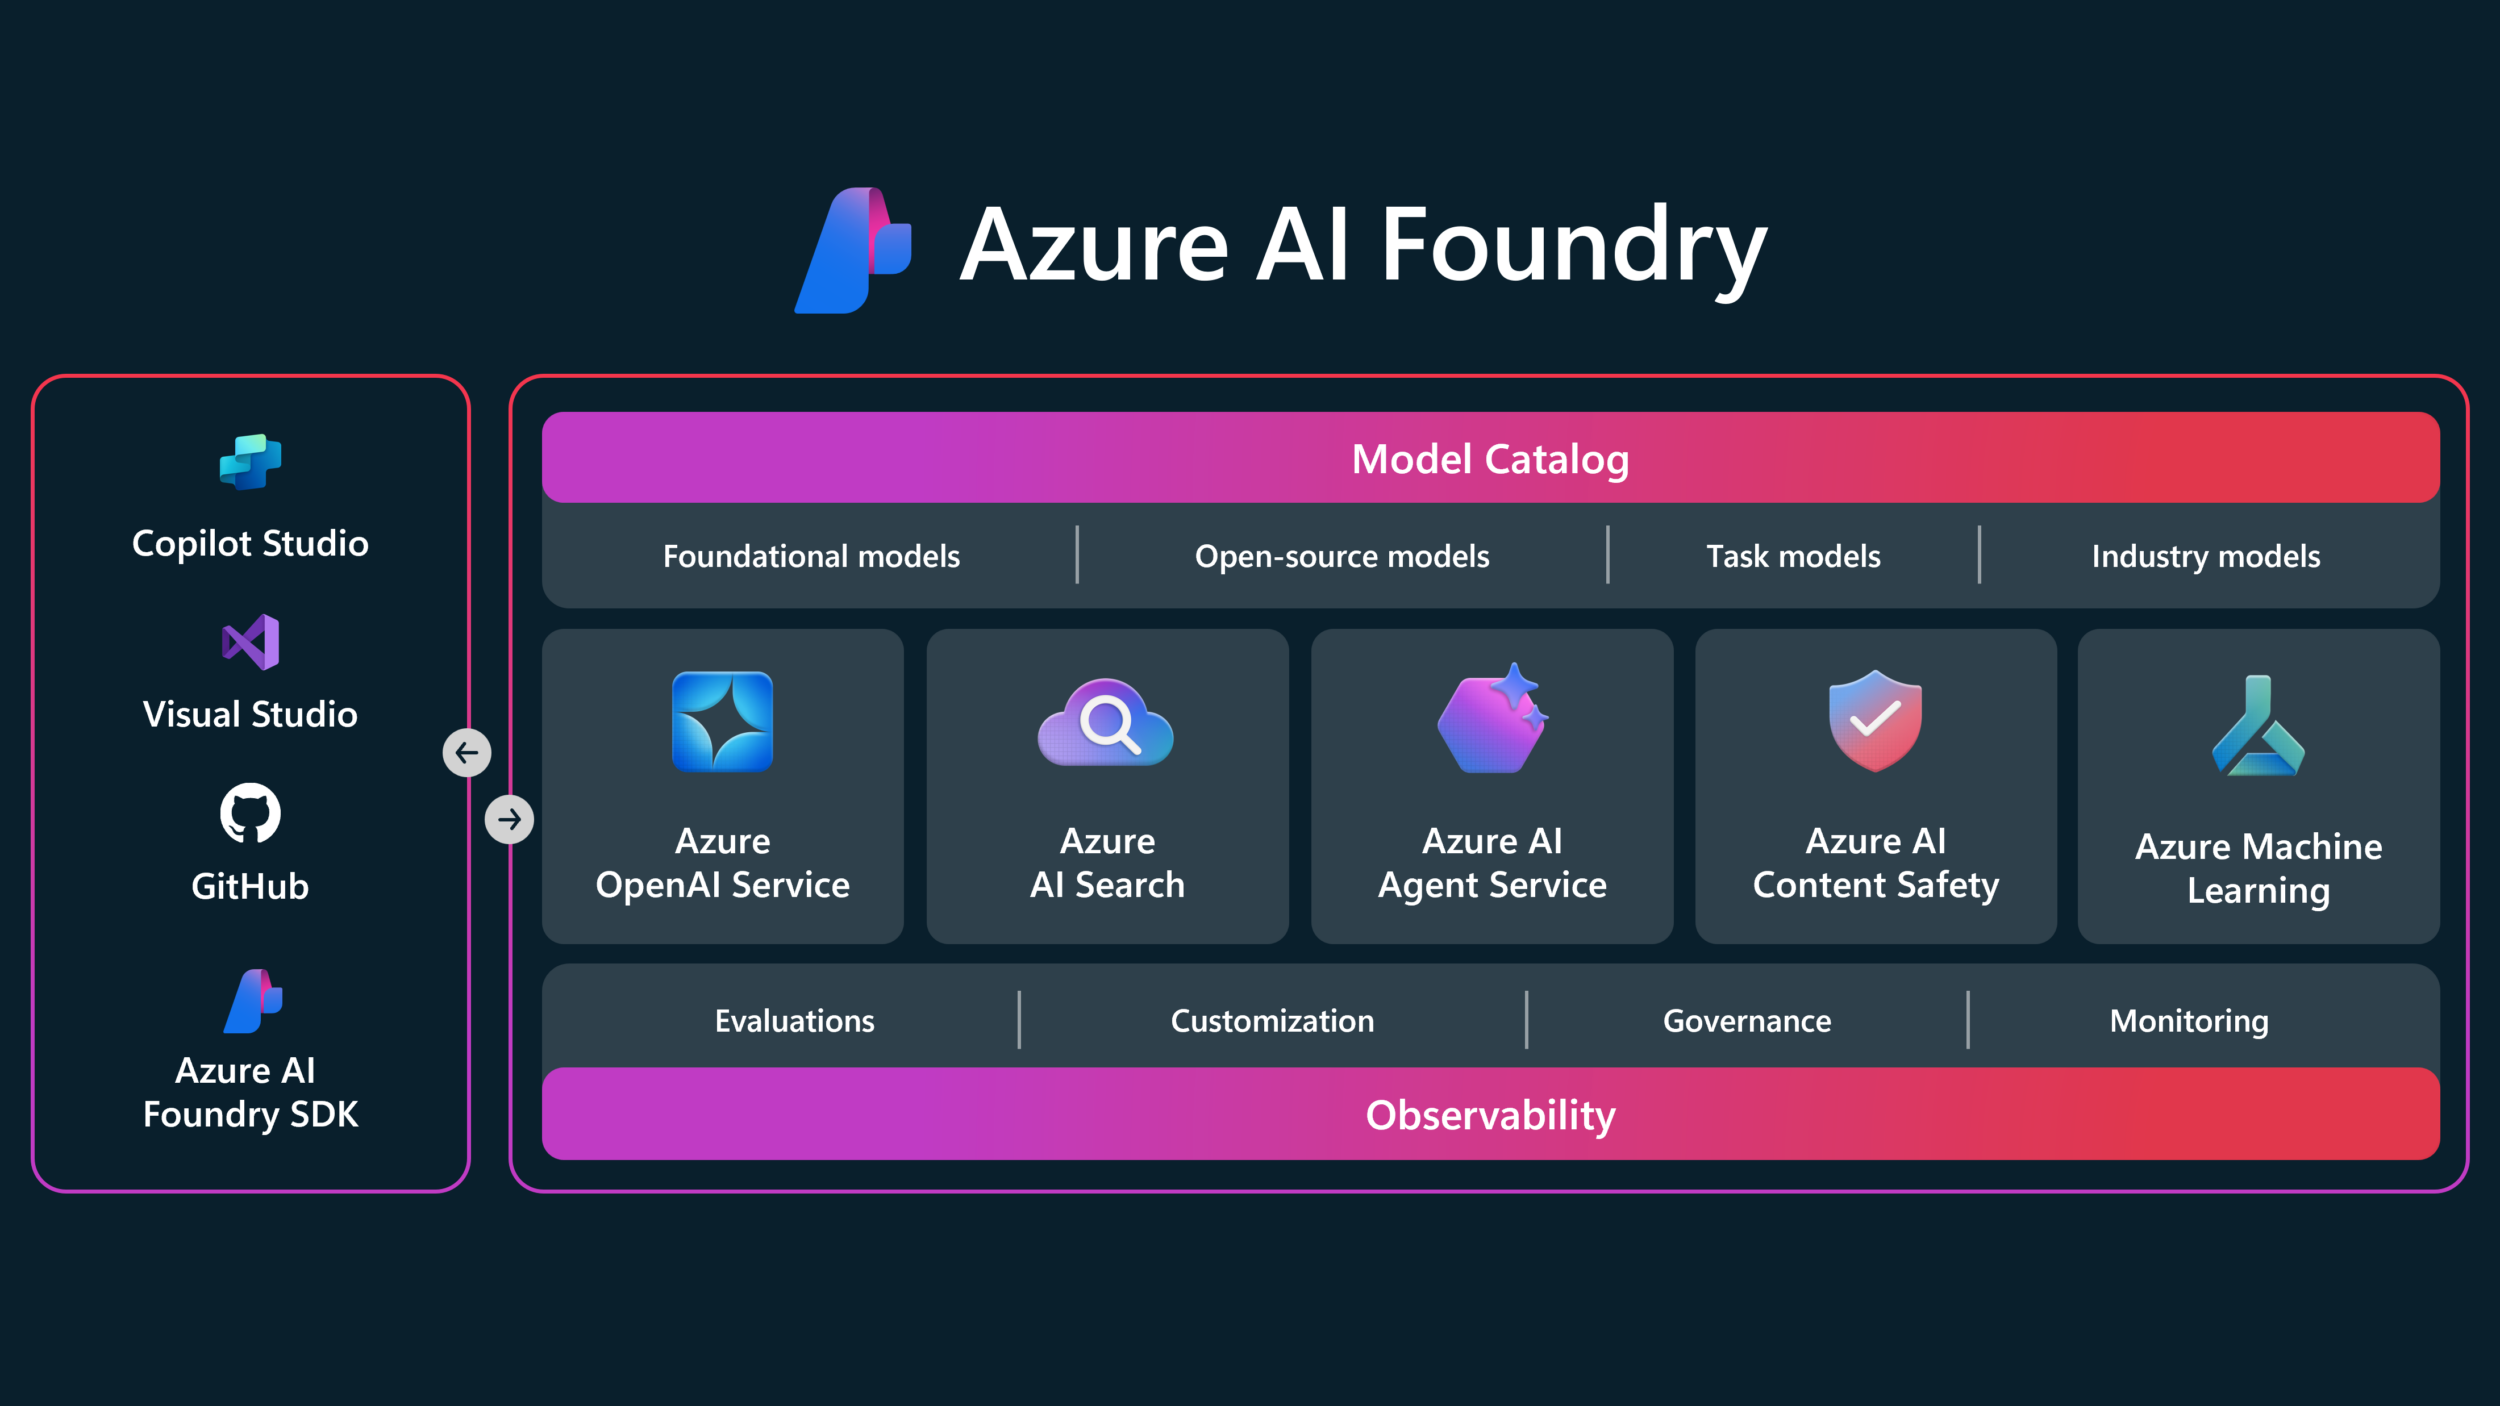 Azure AI Foundry
Copilot Studio
Visual Studio
GitHub
Azure AI
Foundry SDK
Model Catalog
Foundational models
Open-source models
Task models
Industry models
Azure
OpenAI Service
Azure
AI Search
Azure AI
Agent Service
Azure AI
Content Safety
Azure Machine
Learning
Evaluations
Customization
Governance
Monitoring
Observability